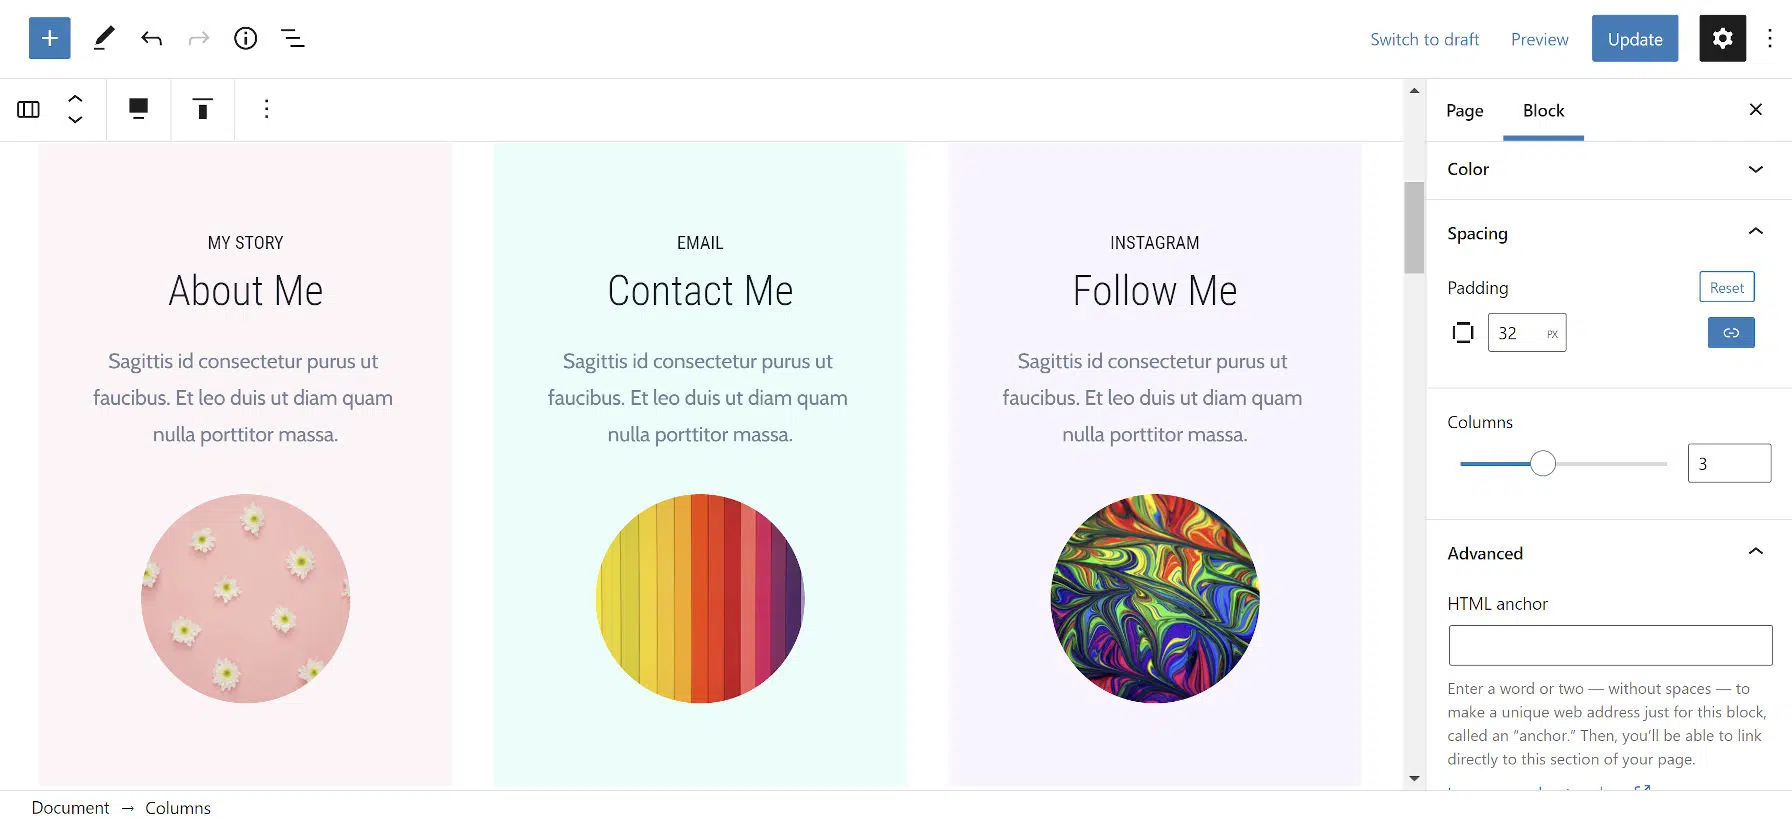 Switch to draft
Preview
Update
Page
Block
Color
Spacing
Padding
Reset
32 PX
Columns
3
Advanced
HTML anchor
Enter a word or two — without spaces — to
make a unique web address just for this block,
called an “anchor.” Then, you’ll be able to link
directly to this section of your page.
MY STORY
About Me
Sagittis id consectetur purus ut
faucibus. Et leo duis ut diam quam
nulla porttitor massa.
EMAIL
Contact Me
Sagittis id consectetur purus ut
faucibus. Et leo duis ut diam quam
nulla porttitor massa.
INSTAGRAM
Follow Me
Sagittis id consectetur purus ut
faucibus. Et leo duis ut diam quam
nulla porttitor massa.
Document → Columns